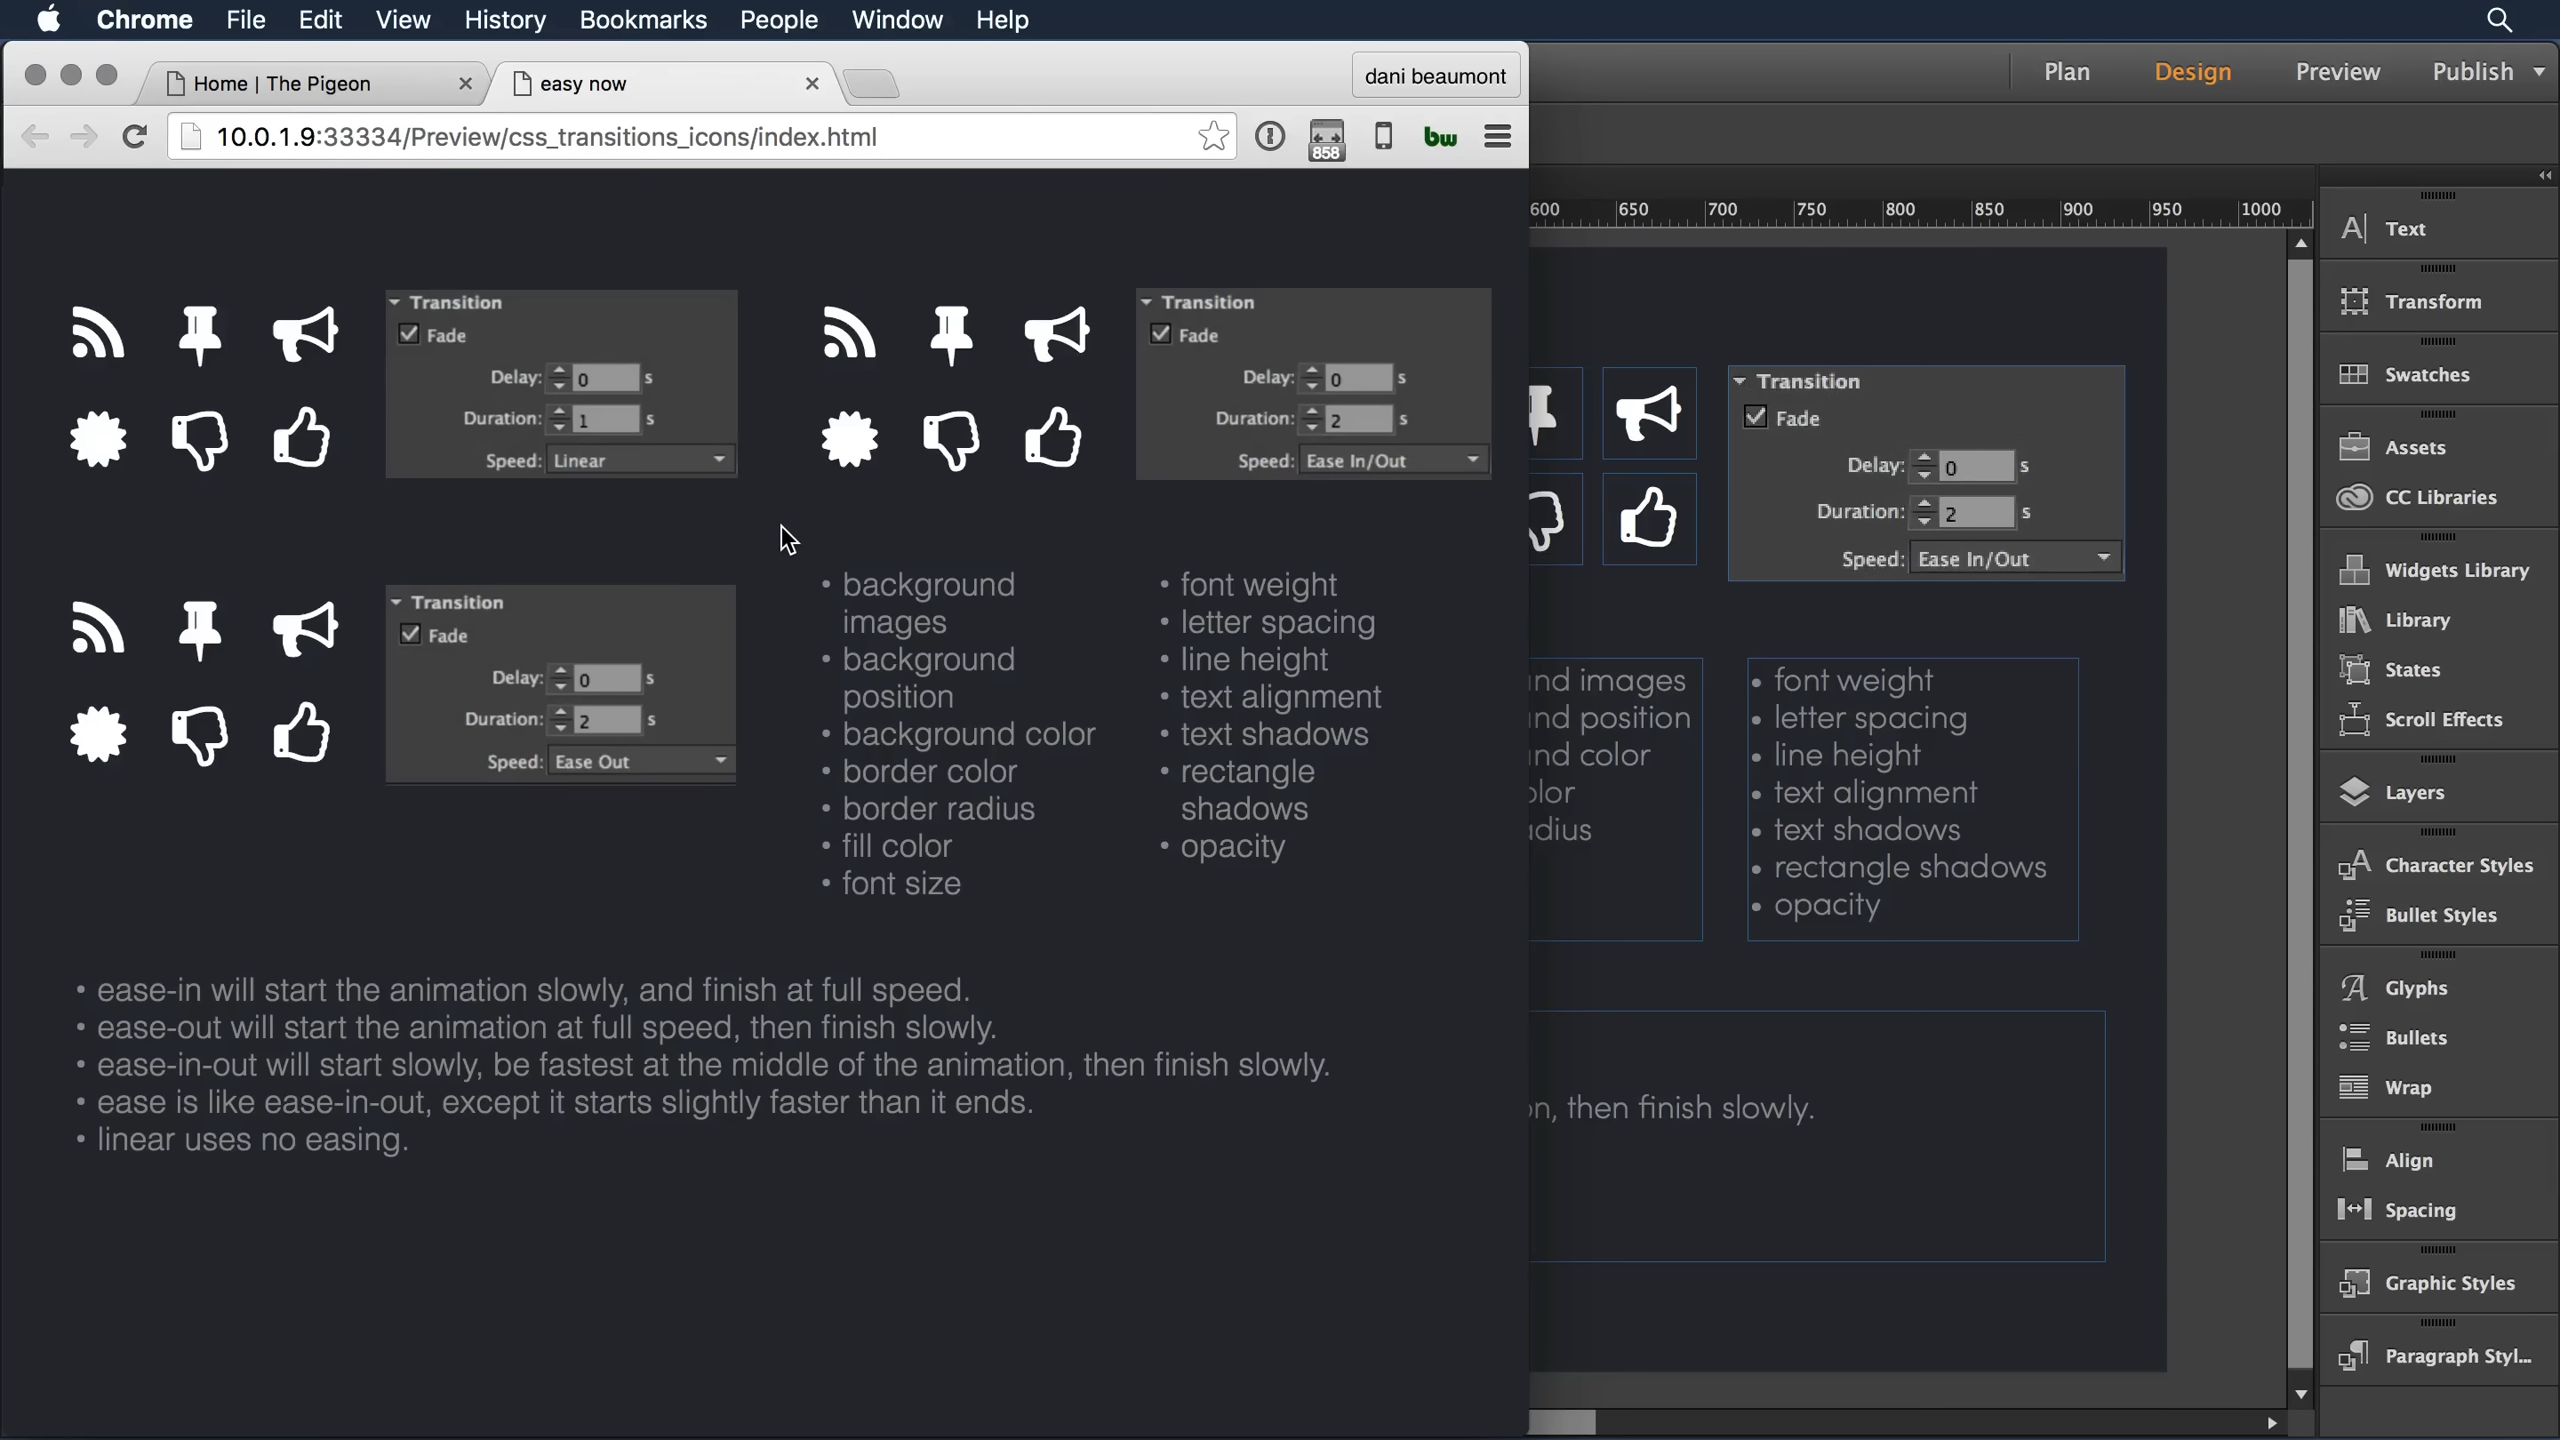 Chrome File Edit View History Bookmarks People Window Help
Home | The Pigeon
easy now
dani beaumont
10.0.1.9:33334/Preview/css_transitions_icons/index.html
858
bw
Plan Design Preview Publish
600 650 700 750 800 850 900 950 1000
Transition
Fade
Delay: 0 s
Duration: 1 s
Speed: Linear
Transition
Fade
Delay: 0 s
Duration: 2 s
Speed: Ease In/Out
Transition
Fade
Delay: 0 s
Duration: 2 s
Speed: Ease Out
• background
images
• background
position
• background color
• border color
• border radius
• fill color
• font size
• font weight
• letter spacing
• line height
• text alignment
• text shadows
• rectangle
shadows
• opacity
• ease-in will start the animation slowly, and finish at full speed.
• ease-out will start the animation at full speed, then finish slowly.
• ease-in-out will start slowly, be fastest at the middle of the animation, then finish slowly.
• ease is like ease-in-out, except it starts slightly faster than it ends.
• linear uses no easing.
Transition
Fade
Delay: 0 s
Duration: 2 s
Speed: Ease In/Out
nd images
nd position
nd color
lor
dius
• font weight
• letter spacing
• line height
• text alignment
• text shadows
• rectangle shadows
• opacity
n, then finish slowly.
Text
Transform
Swatches
Assets
CC Libraries
Widgets Library
Library
States
Scroll Effects
Layers
Character Styles
Bullet Styles
Glyphs
Bullets
Wrap
Align
Spacing
Graphic Styles
Paragraph Styl...